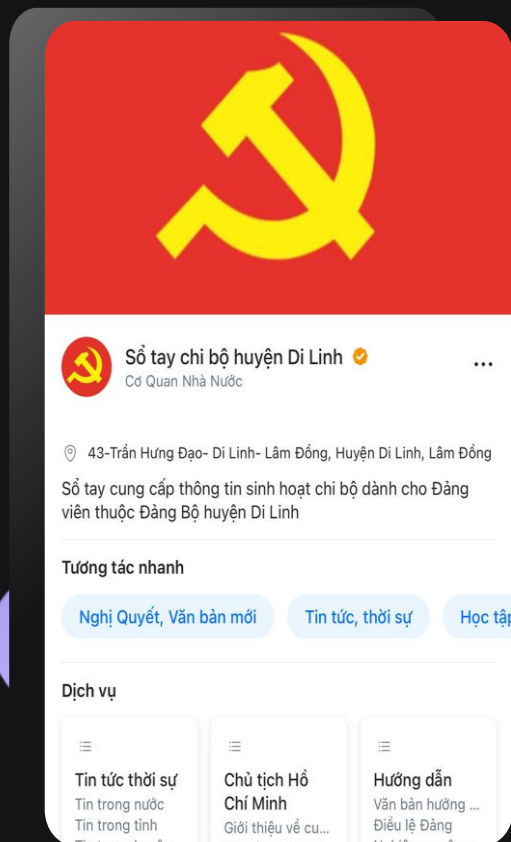 Sổ tay chi bộ huyện Di Linh
Cơ Quan Nhà Nước
43-Trần Hưng Đạo- Di Linh- Lâm Đồng, Huyện Di Linh, Lâm Đồng
Sổ tay cung cấp thông tin sinh hoạt chi bộ dành cho Đảng
viên thuộc Đảng Bộ huyện Di Linh
Tương tác nhanh
Nghị Quyết, Văn bản mới
Tin tức, thời sự
Học tập
Dịch vụ
Tin tức thời sự
Tin trong nước
Tin trong tỉnh
Chủ tịch Hồ
Chí Minh
Giới thiệu về cu...
Hướng dẫn
Văn bản hướng ...
Điều lệ Đảng